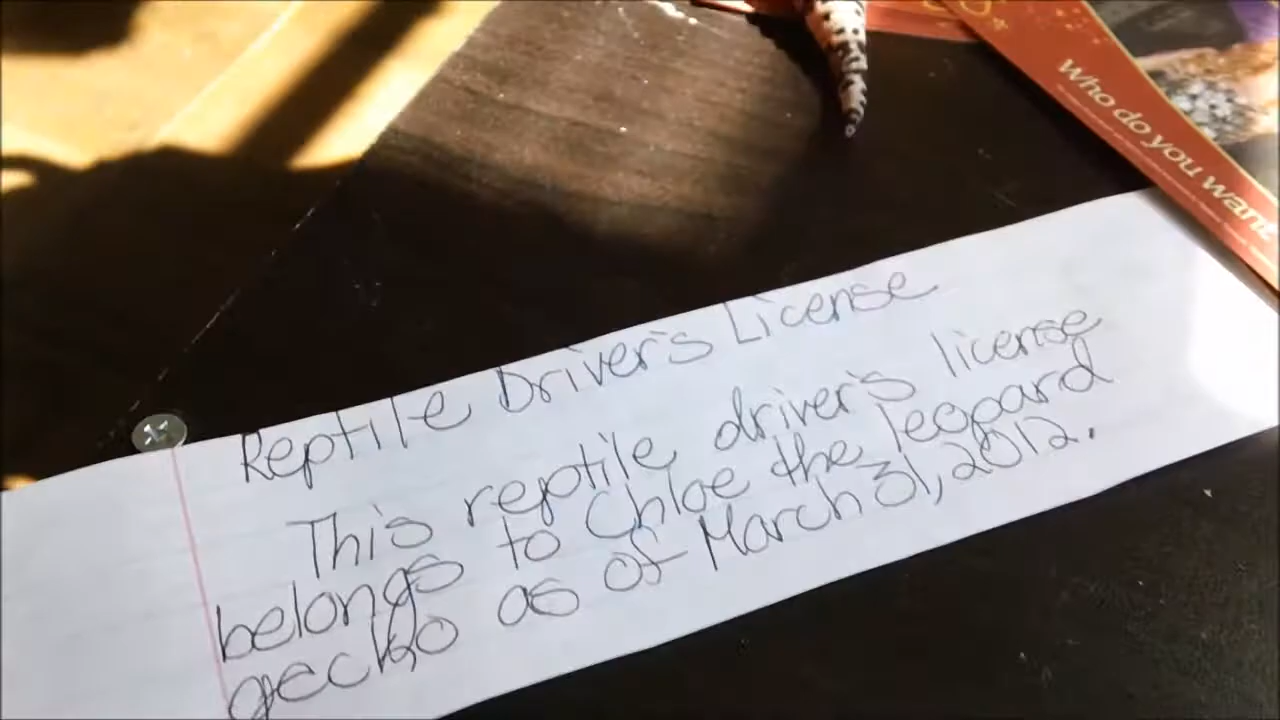 Who do you want
Reptile Driver's License
This reptile driver's license
belongs to Chloe the leopard
gecko as of March 31, 2012.